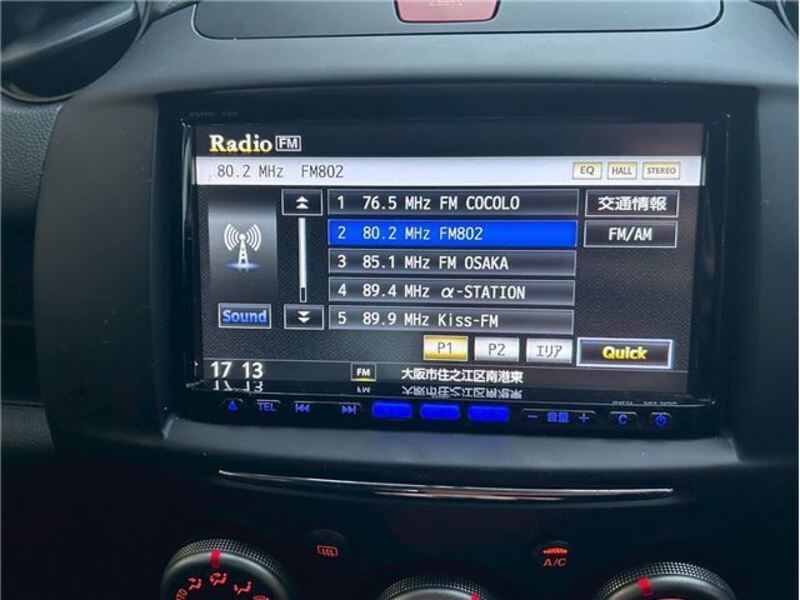 Radio FM
80.2 MHz FM802 EQ HALL STEREO
1 76.5 MHz FM COCOLO 交通情報
2 80.2 MHz FM802 FM/AM
3 85.1 MHz FM OSAKA
4 89.4 MHz α-STATION
Sound 5 89.9 MHz Kiss-FM
P1 P2 エリア Quick
17 13 FM 大阪市住之江区南港東
TEL − 音量 + C
A/C